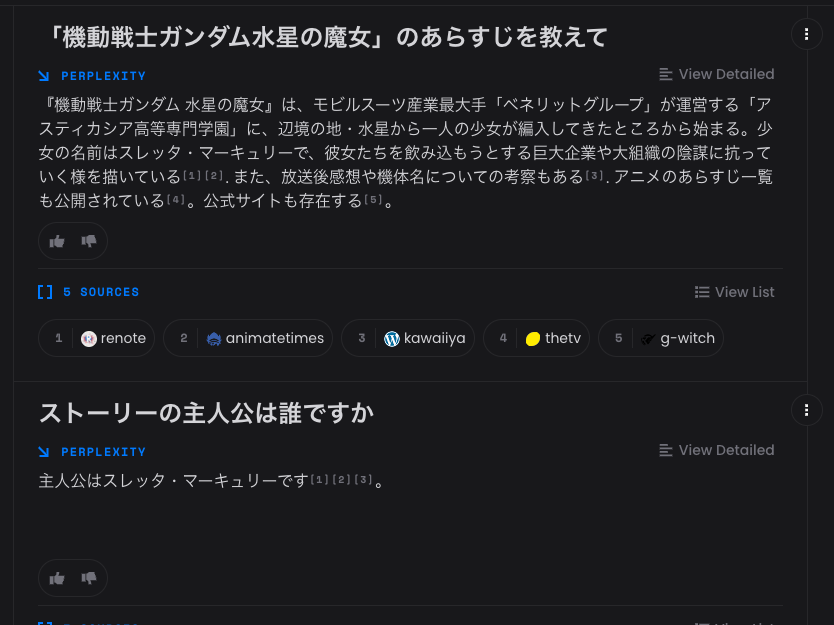 「機動戦士ガンダム水星の魔女」のあらすじを教えて
PERPLEXITY
View Detailed
『機動戦士ガンダム 水星の魔女』は、モビルスーツ産業最大手「ベネリットグループ」が運営する「ア
スティカシア高等専門学園」に、辺境の地・水星から一人の少女が編入してきたところから始まる。少
女の名前はスレッタ・マーキュリーで、彼女たちを飲み込もうとする巨大企業や大組織の陰謀に抗って
いく様を描いている[1][2]. また、放送後感想や機体名についての考察もある[3]. アニメのあらすじ一覧
も公開されている[4]。公式サイトも存在する[5]。
5 SOURCES
View List
1 renote
2 animatetimes
3 kawaiiya
4 thetv
5 g-witch
ストーリーの主人公は誰ですか
PERPLEXITY
View Detailed
主人公はスレッタ・マーキュリーです[1][2][3]。